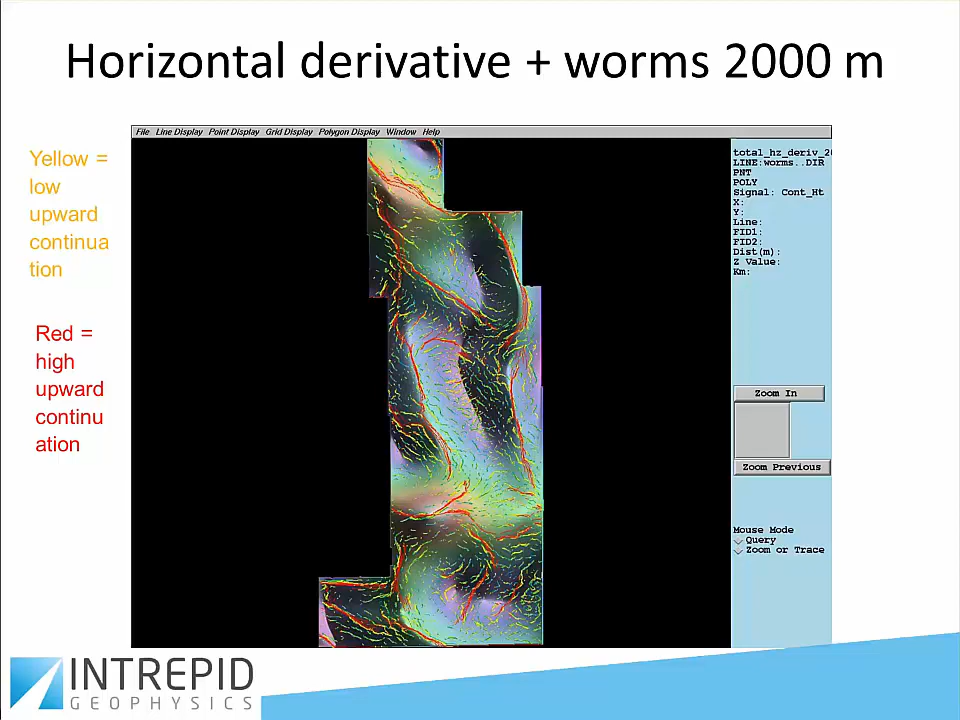 Horizontal derivative + worms 2000 m
File Line Display Point Display Grid Display Polygon Display Window Help
Yellow =
low
upward
continua
tion
Red =
high
upward
continu
ation
total_hz_deriv_20
LINE:worms..DIR
PNT
POLY
Signal: Cont_Ht
X:
Y:
Line:
FID1:
FID2:
Dist(m):
Z Value:
Km:
Zoom In
Zoom Previous
Mouse Mode
Query
Zoom or Trace
INTREPID
GEOPHYSICS